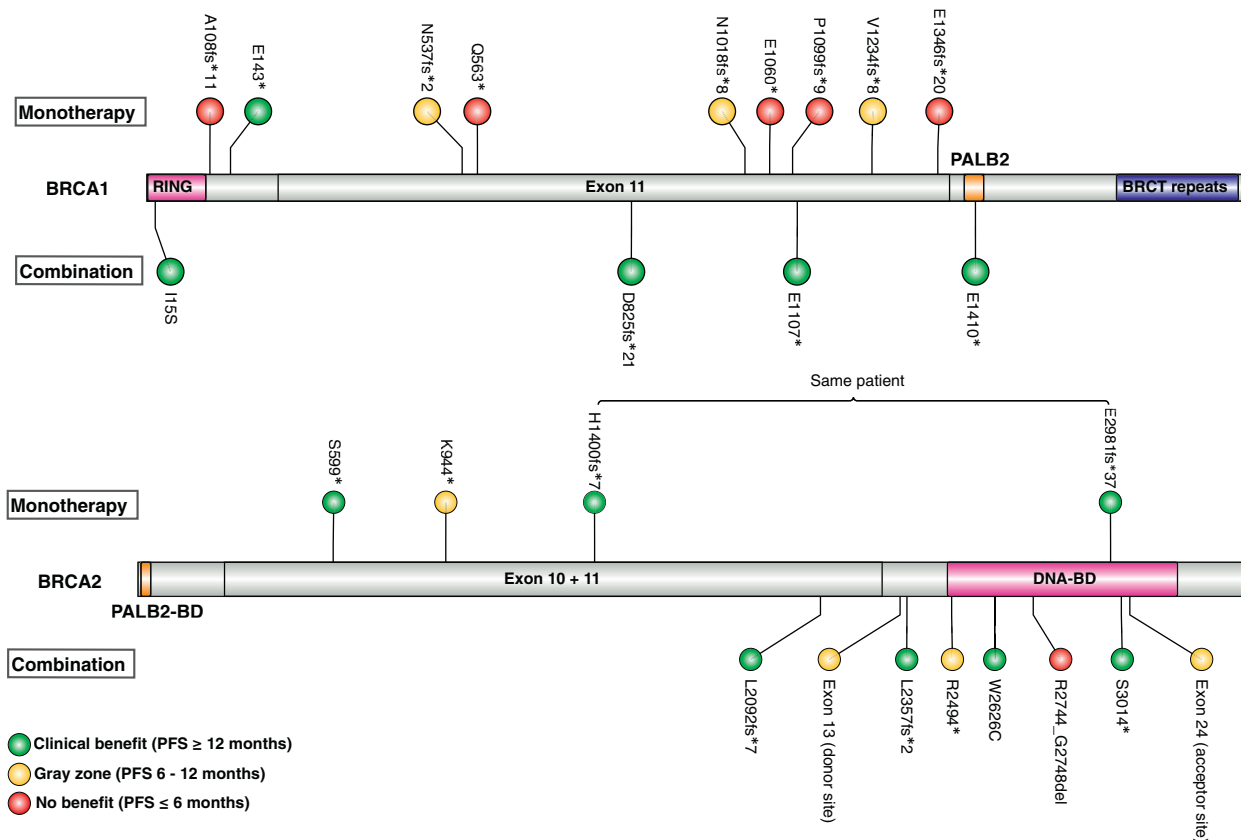 A108fs*11
E143*
N537fs*2
Q563*
N1018fs*8
E1060*
P1099fs*9
V1234fs*8
E1346fs*20
Monotherapy
PALB2
BRCA1
RING
Exon 11
BRCT repeats
Combination
I15S
D825fs*21
E1107*
E1410*
Same patient
S599*
K944*
H1400fs*7
E2981fs*37
Monotherapy
BRCA2
Exon 10 + 11
DNA-BD
PALB2-BD
Combination
L2092fs*7
Exon 13 (donor site)
L2357fs*2
R2494*
W2626C
R2744_G2748del
S3014*
Exon 24 (acceptor site)
Clinical benefit (PFS ≥ 12 months)
Gray zone (PFS 6 - 12 months)
No benefit (PFS ≤ 6 months)